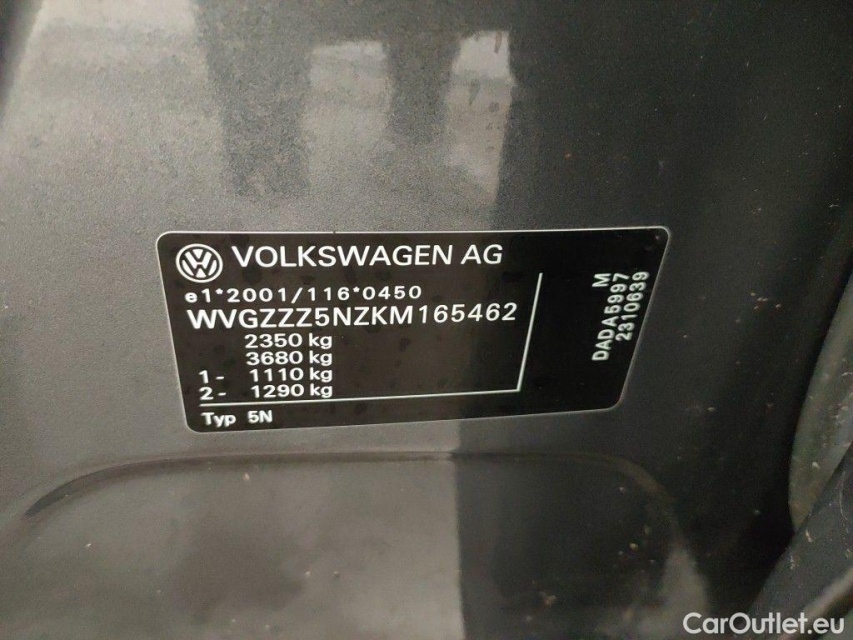 VOLKSWAGEN AG
e1*2001/116*0450
WVGZZZ5NZKM165462
2350 kg
3680 kg
1- 1110 kg
2- 1290 kg
Typ 5N
M
DADA5997
2310639
CarOutlet.eu